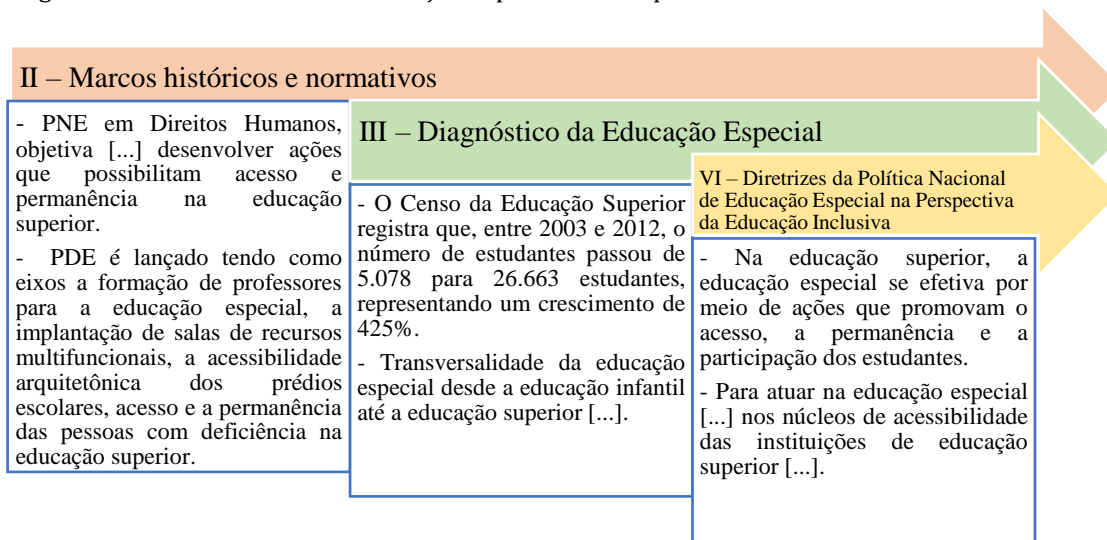 II – Marcos históricos e normativos
- PNE em Direitos Humanos,
objetiva [...] desenvolver ações
que possibilitam acesso e
permanência na educação
superior.
- PDE é lançado tendo como
eixos a formação de professores
para a educação especial, a
implantação de salas de recursos
multifuncionais, a acessibilidade
arquitetônica dos prédios
escolares, acesso e a permanência
das pessoas com deficiência na
educação superior.
III – Diagnóstico da Educação Especial
- O Censo da Educação Superior
registra que, entre 2003 e 2012, o
número de estudantes passou de
5.078 para 26.663 estudantes,
representando um crescimento de
425%.
- Transversalidade da educação
especial desde a educação infantil
até a educação superior [...].
VI – Diretrizes da Política Nacional
de Educação Especial na Perspectiva
da Educação Inclusiva
- Na educação superior, a
educação especial se efetiva por
meio de ações que promovam o
acesso, a permanência e a
participação dos estudantes.
- Para atuar na educação especial
[...] nos núcleos de acessibilidade
das instituições de educação
superior [...].